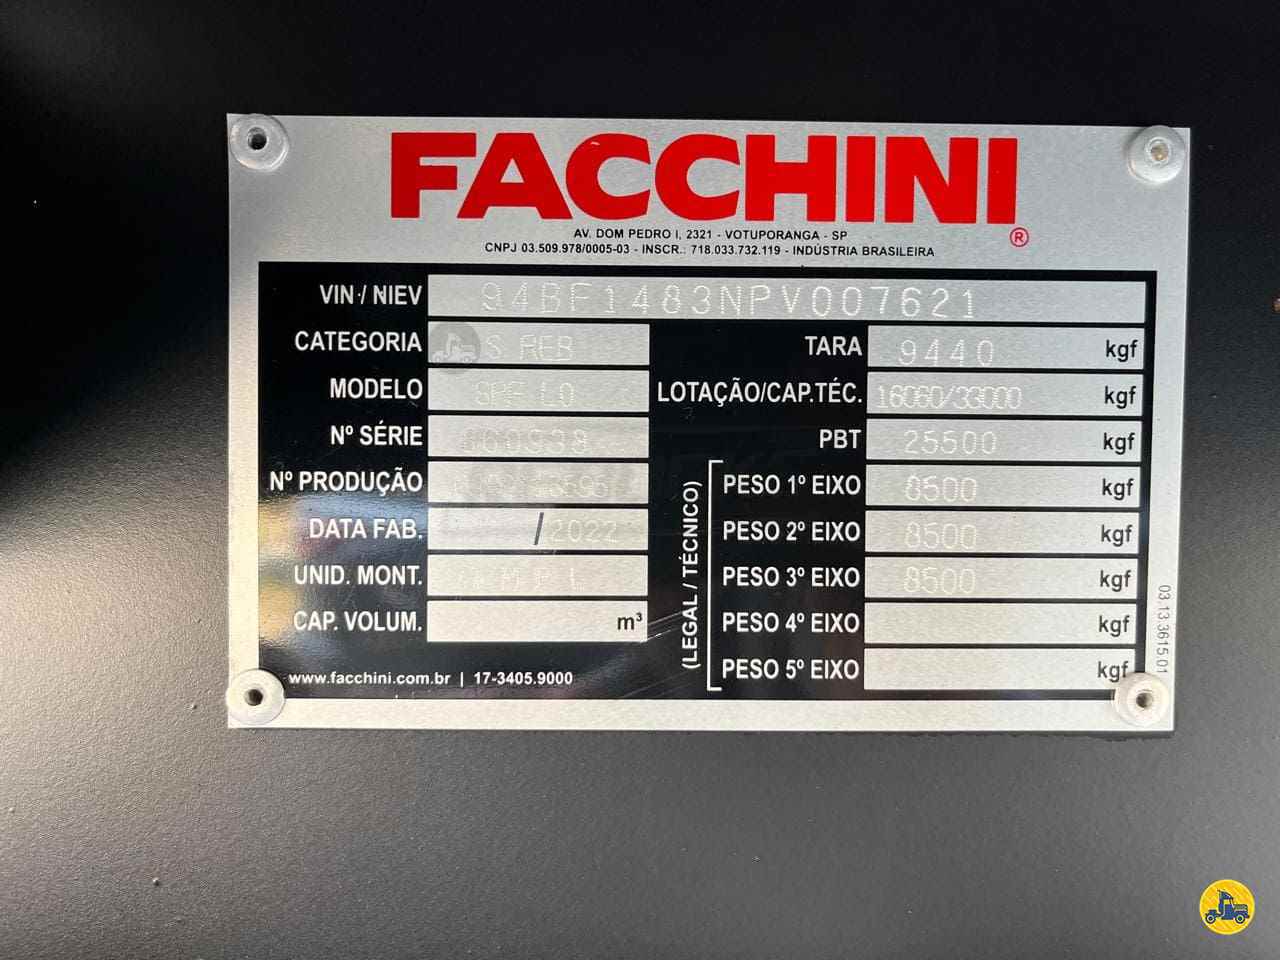 FACCHINI®
AV. DOM PEDRO I, 2321 - VOTUPORANGA - SP
CNPJ 03.509.978/0005-03 - INSCR.: 718.033.732.119 - INDÚSTRIA BRASILEIRA
VIN / NIEV 94BF1483NPV007621
CATEGORIA S REB
MODELO
Nº SÉRIE
Nº PRODUÇÃO
DATA FAB. /2022
UNID. MONT.
CAP. VOLUM. m³
www.facchini.com.br | 17-3405.9000
TARA 9440 kgf
LOTAÇÃO/CAP.TÉC. 16060/33000 kgf
PBT 25500 kgf
(LEGAL / TÉCNICO)
PESO 1º EIXO 8500 kgf
PESO 2º EIXO 8500 kgf
PESO 3º EIXO 8500 kgf
PESO 4º EIXO kgf
PESO 5º EIXO kgf
03.13.3615.01